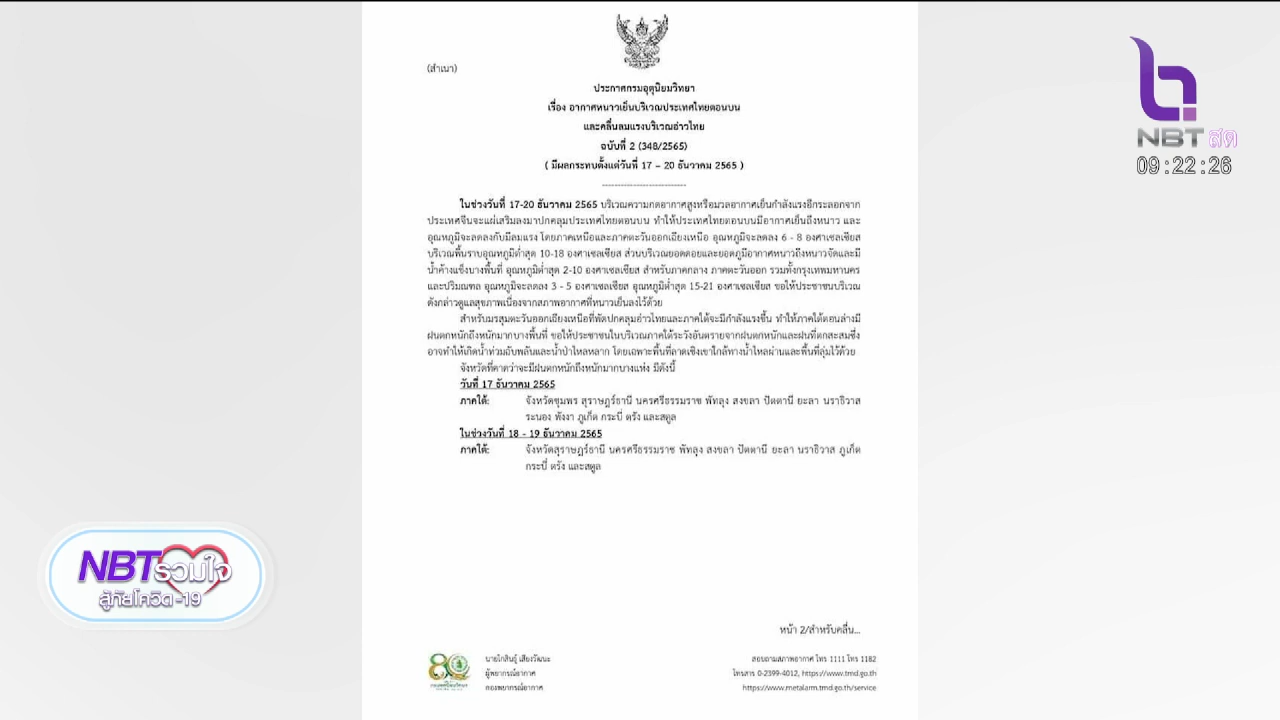 (สำเนา)
ประกาศกรมอุตุนิยมวิทยา
เรื่อง อากาศหนาวเย็นบริเวณประเทศไทยตอนบน
และคลื่นลมแรงบริเวณอ่าวไทย
ฉบับที่ 2 (348/2565)
( มีผลกระทบตั้งแต่วันที่ 17 – 20 ธันวาคม 2565 )
---------------------------
ในช่วงวันที่ 17-20 ธันวาคม 2565 บริเวณความกดอากาศสูงหรือมวลอากาศเย็นกำลังแรงอีกระลอกจาก
ประเทศจีนจะแผ่เสริมลงมาปกคลุมประเทศไทยตอนบน ทำให้ประเทศไทยตอนบนมีอากาศเย็นถึงหนาว และ
อุณหภูมิจะลดลงกับมีลมแรง โดยภาคเหนือและภาคตะวันออกเฉียงเหนือ อุณหภูมิจะลดลง 6 - 8 องศาเซลเซียส
บริเวณพื้นราบอุณหภูมิต่ำสุด 10-18 องศาเซลเซียส ส่วนบริเวณยอดดอยและยอดภูมีอากาศหนาวถึงหนาวจัดและมี
น้ำค้างแข็งบางพื้นที่ อุณหภูมิต่ำสุด 2-10 องศาเซลเซียส สำหรับภาคกลาง ภาคตะวันออก รวมทั้งกรุงเทพมหานคร
และปริมณฑล อุณหภูมิจะลดลง 3 - 5 องศาเซลเซียส อุณหภูมิต่ำสุด 15-21 องศาเซลเซียส ขอให้ประชาชนบริเวณ
ดังกล่าวดูแลสุขภาพเนื่องจากสภาพอากาศที่หนาวเย็นลงไว้ด้วย
สำหรับมรสุมตะวันออกเฉียงเหนือที่พัดปกคลุมอ่าวไทยและภาคใต้จะมีกำลังแรงขึ้น ทำให้ภาคใต้ตอนล่างมี
ฝนตกหนักถึงหนักมากบางพื้นที่ ขอให้ประชาชนในบริเวณภาคใต้ระวังอันตรายจากฝนตกหนักและฝนที่ตกสะสมซึ่ง
อาจทำให้เกิดน้ำท่วมฉับพลันและน้ำป่าไหลหลาก โดยเฉพาะพื้นที่ลาดเชิงเขาใกล้ทางน้ำไหลผ่านและพื้นที่ลุ่มไว้ด้วย
จังหวัดที่คาดว่าจะมีฝนตกหนักถึงหนักมากบางแห่ง มีดังนี้
วันที่ 17 ธันวาคม 2565
ภาคใต้: จังหวัดชุมพร สุราษฎร์ธานี นครศรีธรรมราช พัทลุง สงขลา ปัตตานี ยะลา นราธิวาส
ระนอง พังงา ภูเก็ต กระบี่ ตรัง และสตูล
ในช่วงวันที่ 18 - 19 ธันวาคม 2565
ภาคใต้: จังหวัดสุราษฎร์ธานี นครศรีธรรมราช พัทลุง สงขลา ปัตตานี ยะลา นราธิวาส ภูเก็ต
กระบี่ ตรัง และสตูล
หน้า 2/สำหรับคลื่น...
80
นายโกสินธุ์ เสียงวัฒนะ
ผู้พยากรณ์อากาศ
กองพยากรณ์อากาศ
สอบถามสภาพอากาศ โทร 1111 โทร 1182
โทรสาร 0-2399-4012, https://www.tmd.go.th
https://www.metalarm.tmd.go.th/service
NBT สด
09:22:26
NBT รวมใจ
สู้ภัยโควิด-19